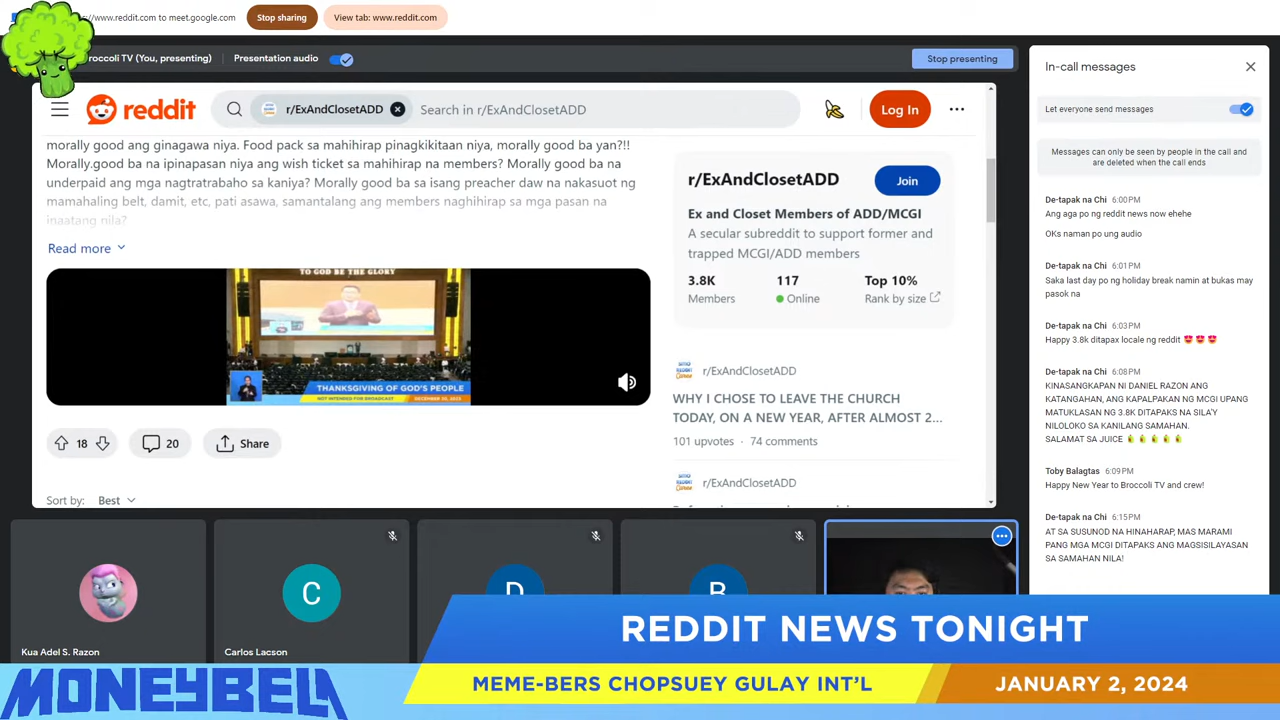 //www.reddit.com to meet.google.com
Stop sharing
View tab: www.reddit.com
Broccoli TV (You, presenting)
Presentation audio
Stop presenting
reddit
r/ExAndClosetADD
Search in r/ExAndClosetADD
Log In
morally good ang ginagawa niya. Food pack sa mahihirap pinagkikitaan niya, morally good ba yan?!!
Morally.good ba na ipinapasan niya ang wish ticket sa mahihirap na members? Morally good ba na
underpaid ang mga nagtratrabaho sa kaniya? Morally good ba sa isang preacher daw na nakasuot ng
mamahaling belt, damit, etc, pati asawa, samantalang ang members naghihirap sa mga pasan na
inaatang nila?
Read more
TO GOD BE THE GLORY
THANKSGIVING OF GOD'S PEOPLE
NOT INTENDED FOR BROADCAST
18
20
Share
Sort by:
Best
r/ExAndClosetADD
Join
Ex and Closet Members of ADD/MCGI
A secular subreddit to support former and
trapped MCGI/ADD members
3.8K
117
Top 10%
Members
Online
Rank by size
r/ExAndClosetADD
WHY I CHOSE TO LEAVE THE CHURCH
TODAY, ON A NEW YEAR, AFTER ALMOST 2...
101 upvotes · 74 comments
r/ExAndClosetADD
In-call messages
Let everyone send messages
Messages can only be seen by people in the call and
are deleted when the call ends
De-tapak na Chi 6:00PM
Ang aga po ng reddit news now ehehe
OKs naman po ung audio
De-tapak na Chi 6:01PM
Saka last day po ng holiday break namin at bukas may
pasok na
De-tapak na Chi 6:03PM
Happy 3.8k ditapax locale ng reddit
De-tapak na Chi 6:08PM
KINASANGKAPAN NI DANIEL RAZON ANG
KATANGAHAN, ANG KAPALPAKAN NG MCGI UPANG
MATUKLASAN NG 3.8K DITAPAKS NA SILA'Y
NILOLOKO SA KANILANG SAMAHAN.
SALAMAT SA JUICE
Toby Balagtas 6:09PM
Happy New Year to Broccoli TV and crew!
De-tapak na Chi 6:15PM
AT SA SUSUNOD NA HINAHARAP, MAS MARAMI
PANG MGA MCGI DITAPAKS ANG MAGSISILAYASAN
SA SAMAHAN NILA!
C
D
B
Kua Adel S. Razon
Carlos Lacson
REDDIT NEWS TONIGHT
MONEYBELA
MEME-BERS CHOPSUEY GULAY INT'L
JANUARY 2, 2024